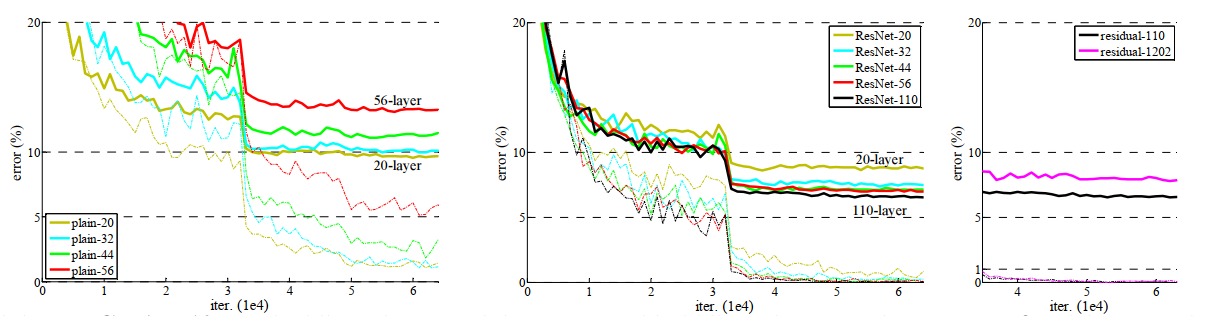 20
10
5
0
error (%)
56-layer
20-layer
plain-20
plain-32
plain-44
plain-56
0 1 2 3 4 5 6
iter. (1e4)
20
10
5
0
error (%)
ResNet-20
ResNet-32
ResNet-44
ResNet-56
ResNet-110
20-layer
110-layer
0 1 2 3 4 5 6
iter. (1e4)
20
10
5
1
0
error (%)
residual-110
residual-1202
4 5 6
iter. (1e4)